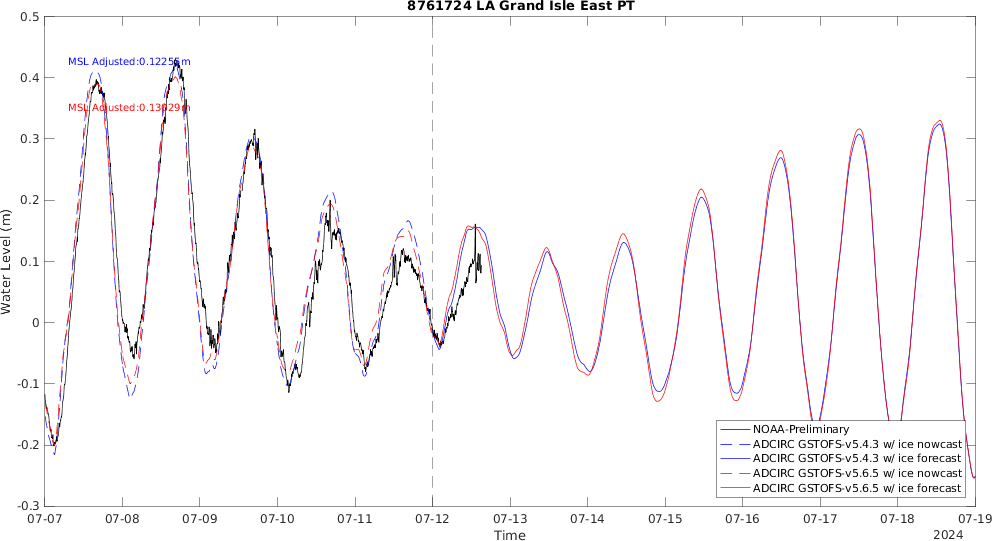 8761724 LA Grand Isle East PT
Water Level (m)
0.5
0.4
0.3
0.2
0.1
0
-0.1
-0.2
-0.3
MSL Adjusted:0.12255m
MSL Adjusted:0.13029m
NOAA-Preliminary
ADCIRC GSTOFS-v5.4.3 w/ ice nowcast
ADCIRC GSTOFS-v5.4.3 w/ ice forecast
ADCIRC GSTOFS-v5.6.5 w/ ice nowcast
ADCIRC GSTOFS-v5.6.5 w/ ice forecast
07-07 07-08 07-09 07-10 07-11 07-12 07-13 07-14 07-15 07-16 07-17 07-18 07-19
Time
2024